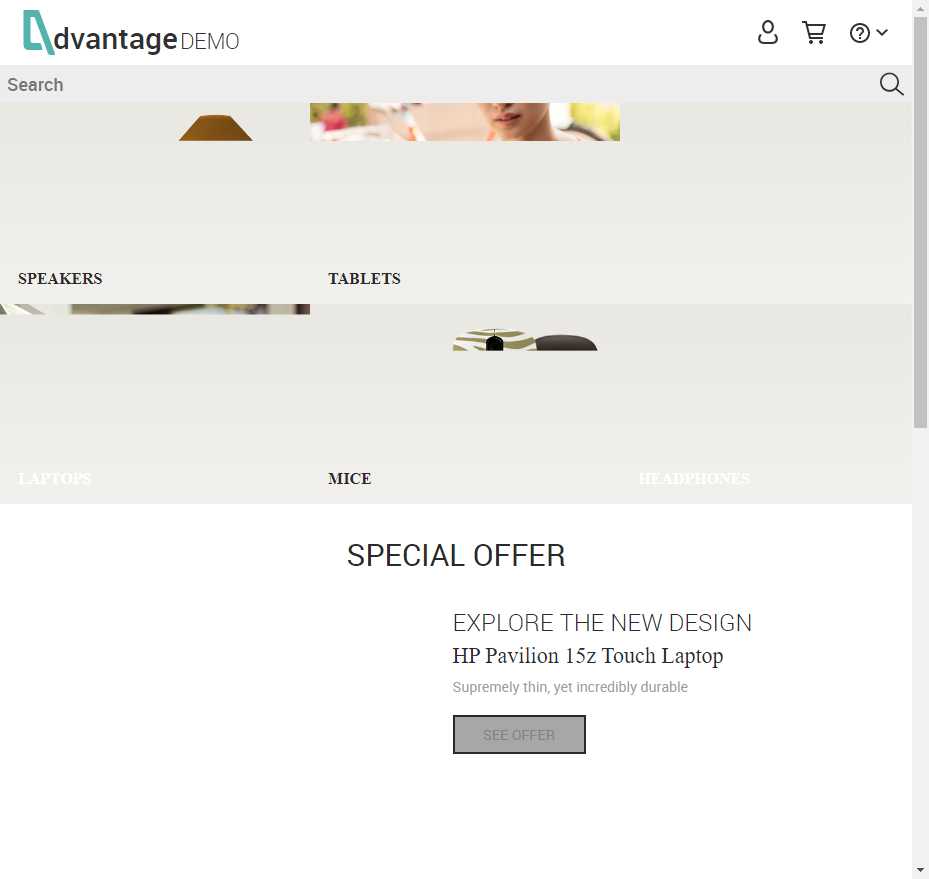 dvantage DEMO
Search
SPEAKERS
TABLETS
LAPTOPS
MICE
HEADPHONES
SPECIAL OFFER
EXPLORE THE NEW DESIGN
HP Pavilion 15z Touch Laptop
Supremely thin, yet incredibly durable
SEE OFFER